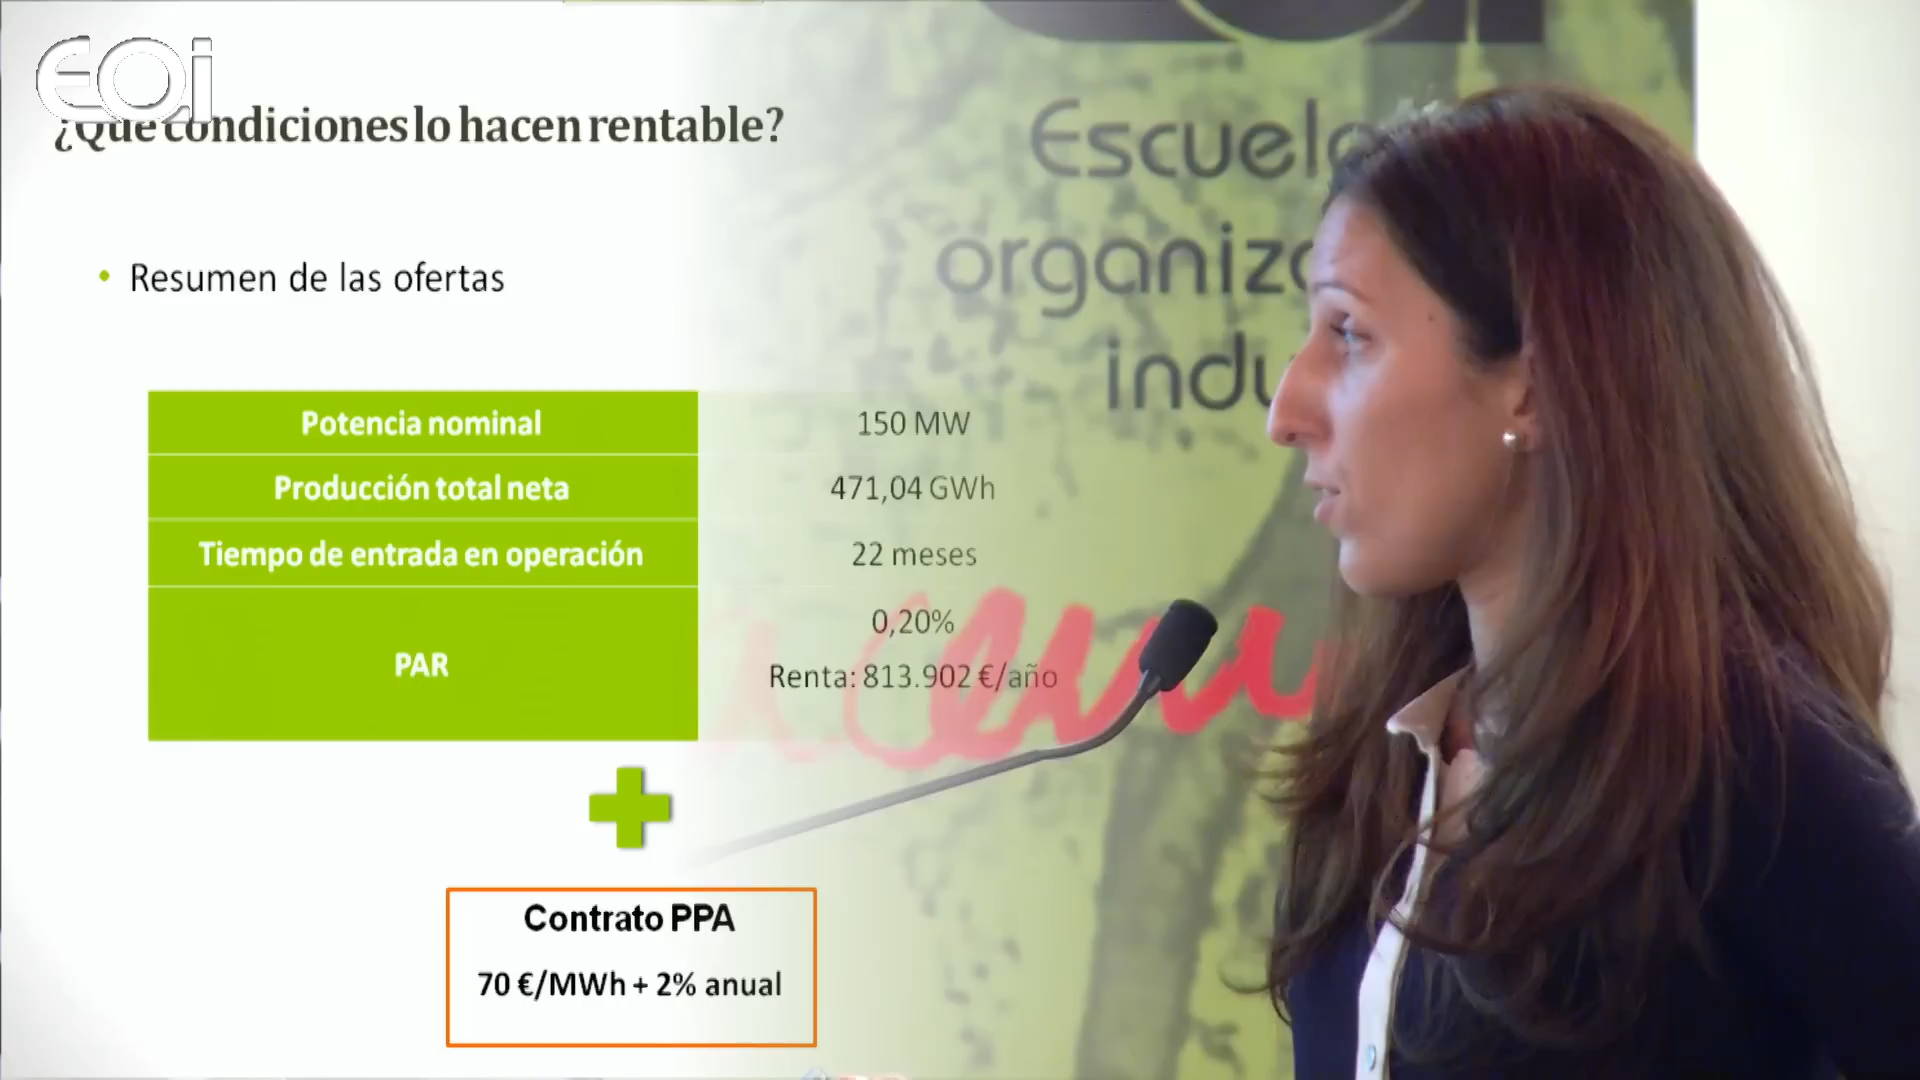 EOi
¿Qué condiciones lo hacen rentable?
• Resumen de las ofertas
Potencia nominal 150 MW
Producción total neta 471,04 GWh
Tiempo de entrada en operación 22 meses
PAR 0,20%
Renta: 813.902 €/año
Contrato PPA
70 €/MWh + 2% anual
Escuela
organiza
indu